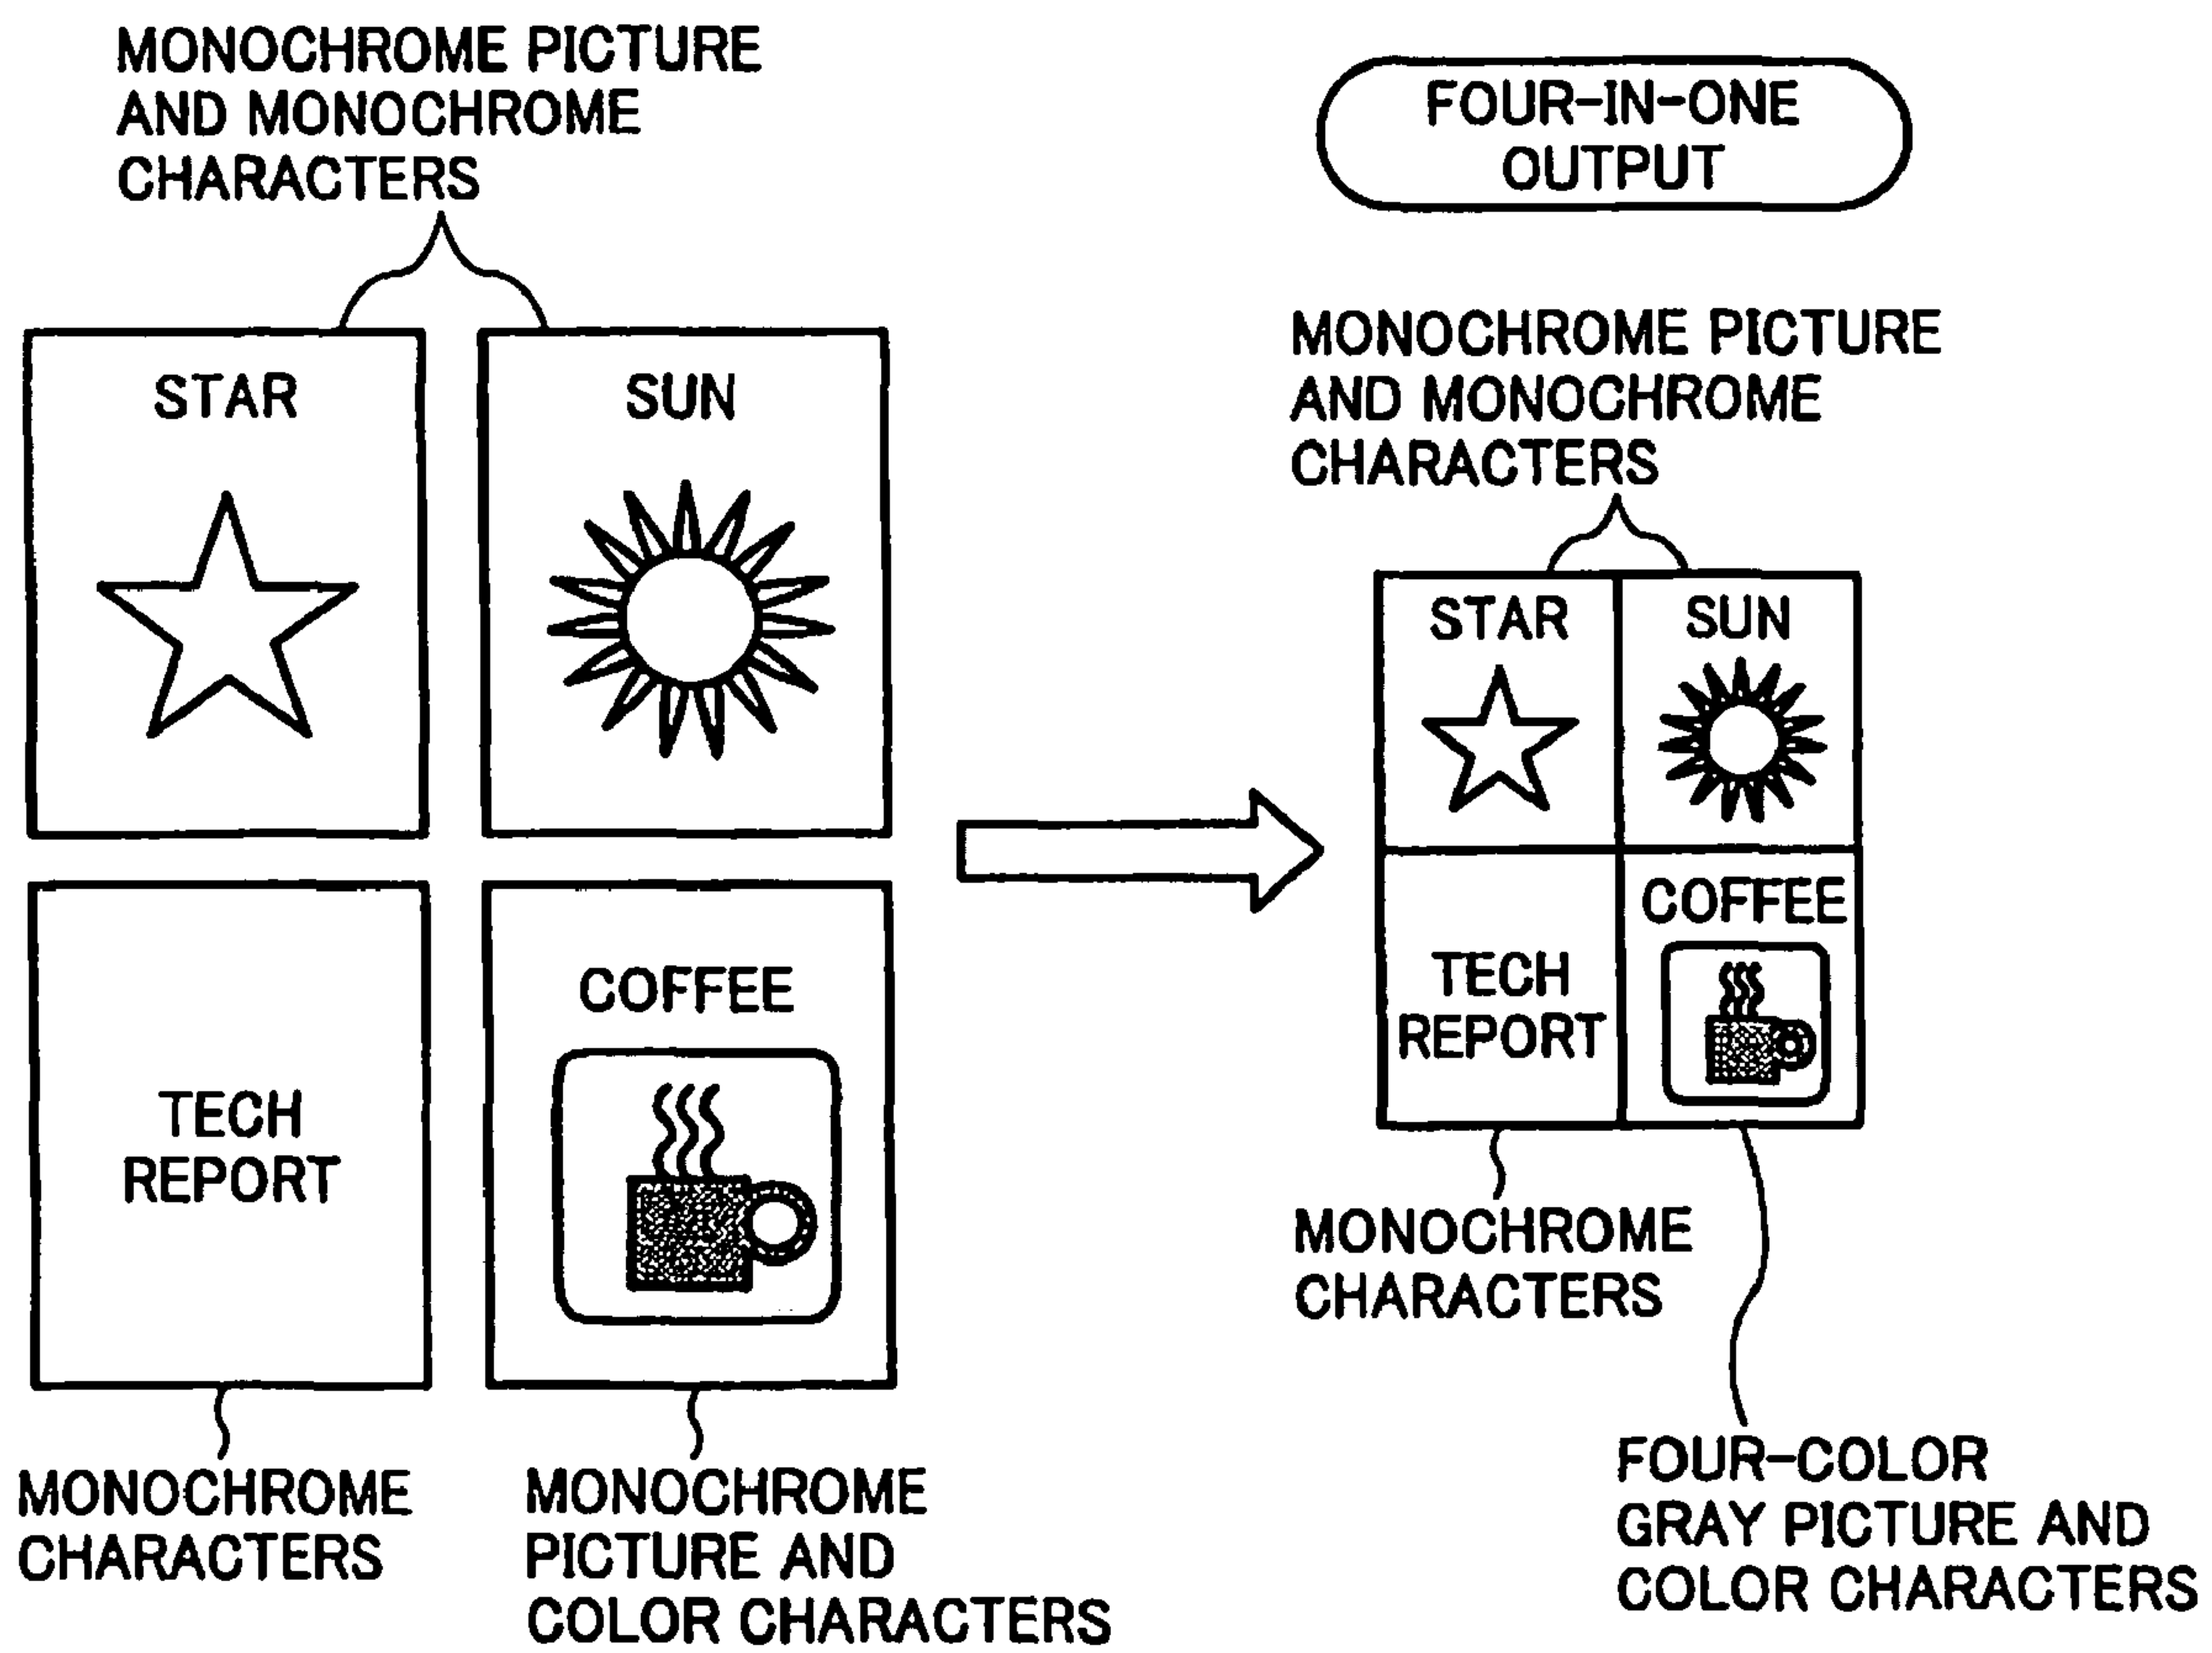 MONOCHROME PICTURE
AND MONOCHROME
CHARACTERS
STAR
SUN
TECH
REPORT
COFFEE
MONOCHROME
CHARACTERS
MONOCHROME
PICTURE AND
COLOR CHARACTERS
FOUR-IN-ONE
OUTPUT
MONOCHROME PICTURE
AND MONOCHROME
CHARACTERS
STAR
SUN
TECH
REPORT
COFFEE
MONOCHROME
CHARACTERS
FOUR-COLOR
GRAY PICTURE AND
COLOR CHARACTERS